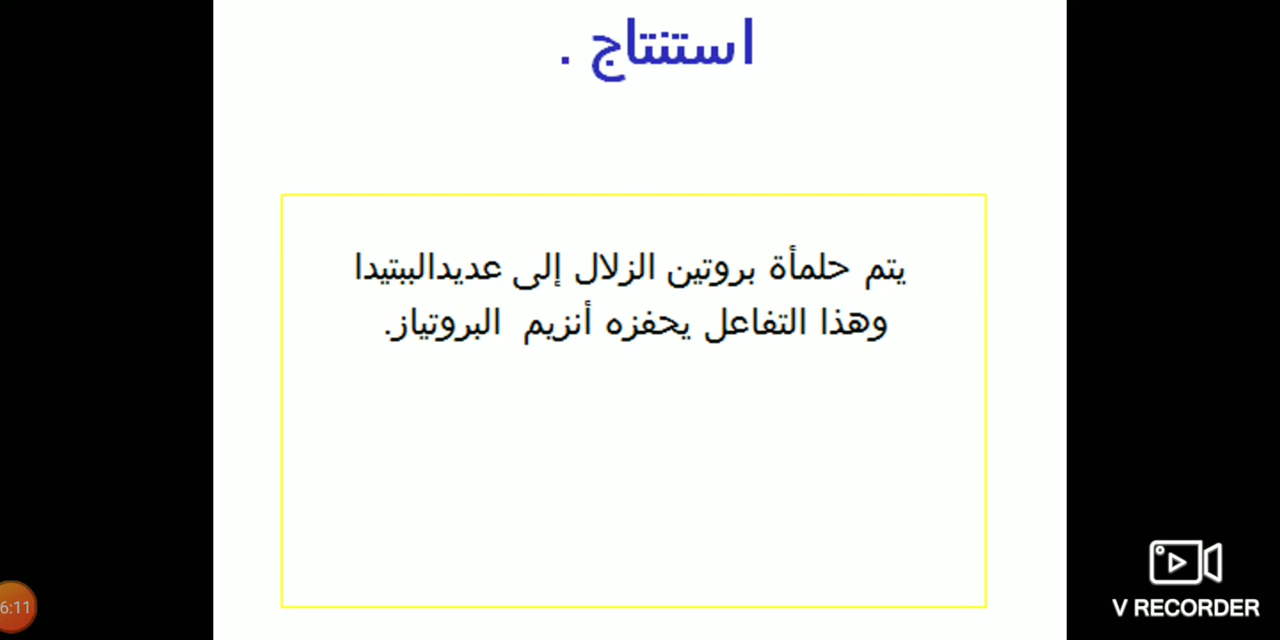 استنتاج .
يتم حلمأة بروتين الزلال إلى عديدالببتيدا
وهذا التفاعل يحفزه أنزيم البروتياز.
6:11
V RECORDER